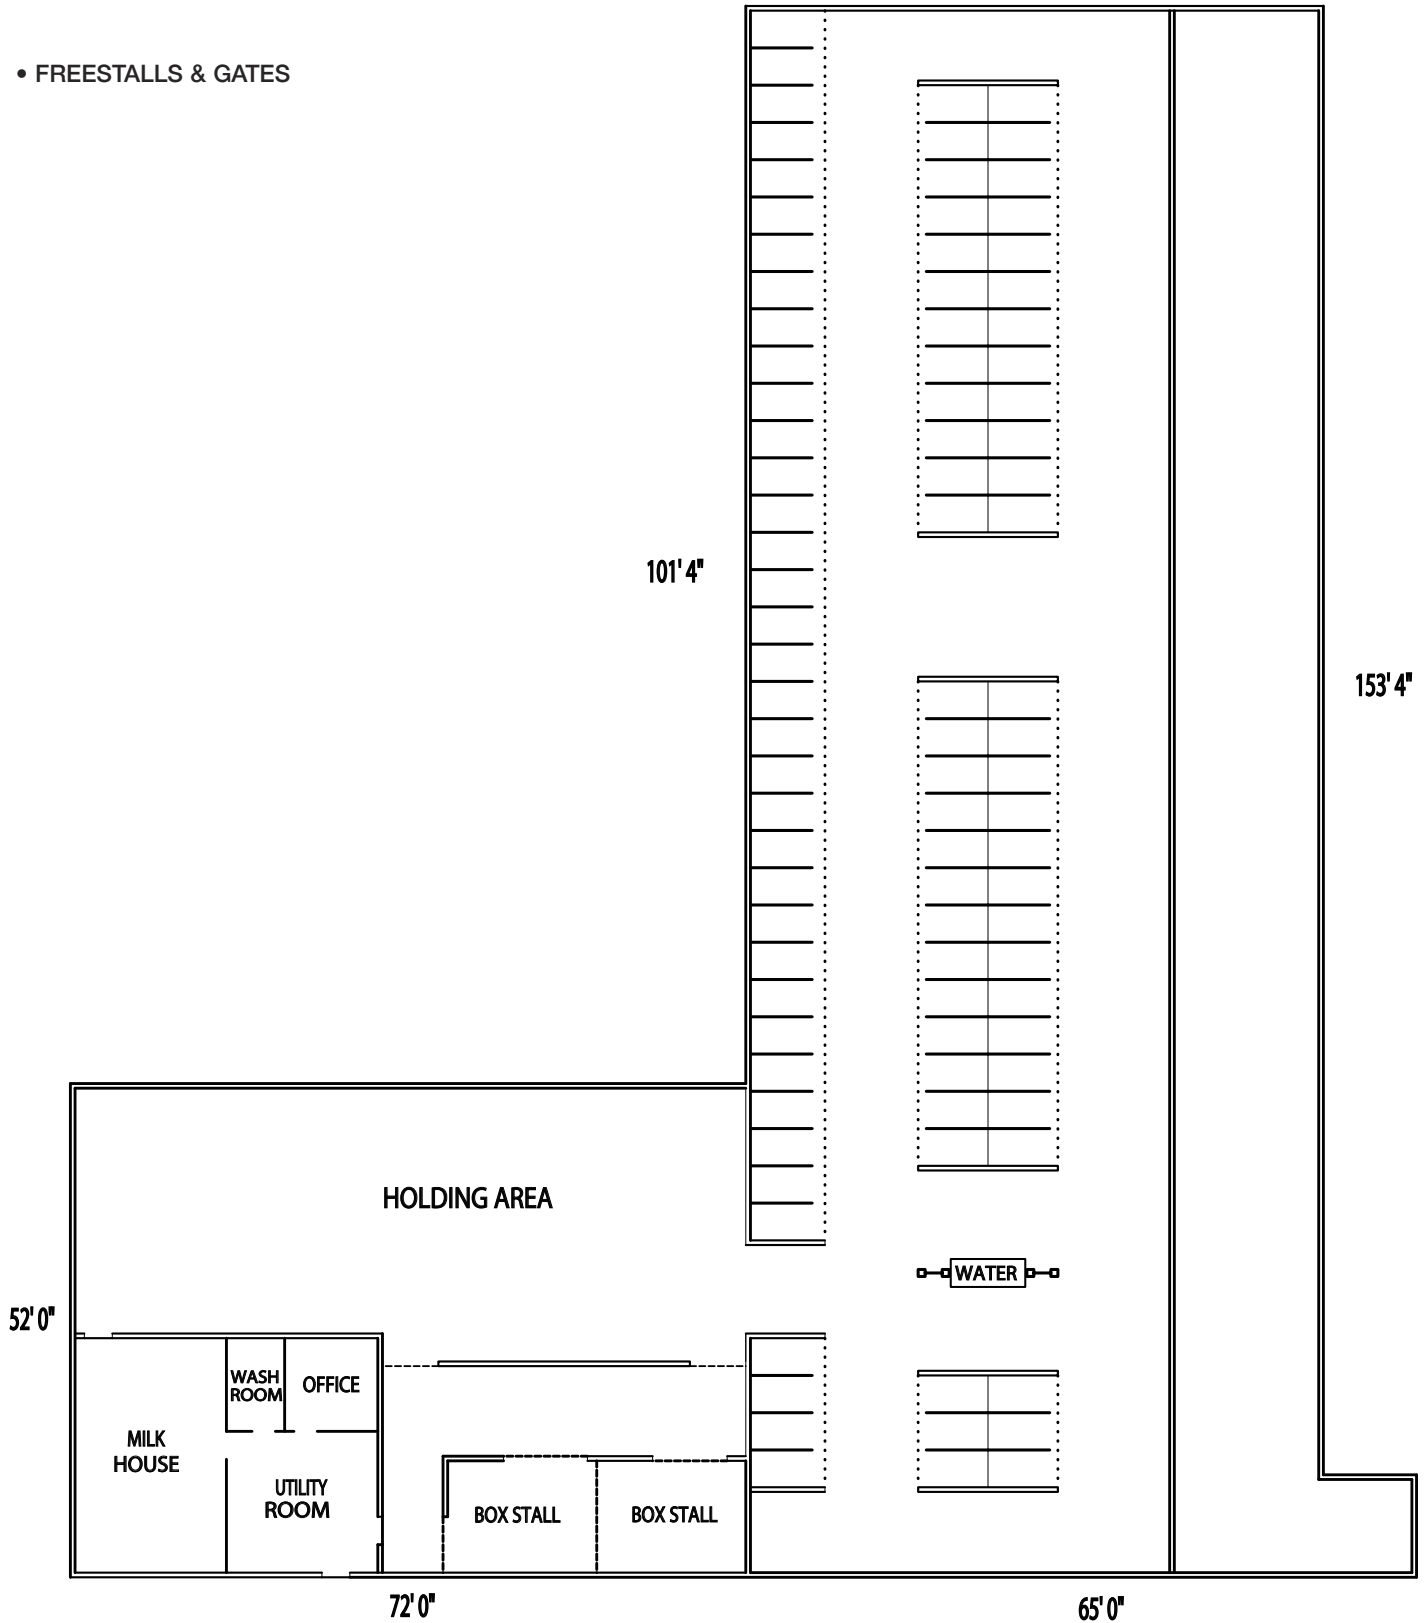 • FREESTALLS & GATES
101' 4"
153' 4"
HOLDING AREA
WATER
52' 0"
WASH
ROOM
OFFICE
MILK
HOUSE
UTILITY
ROOM
BOX STALL
BOX STALL
72' 0"
65' 0"